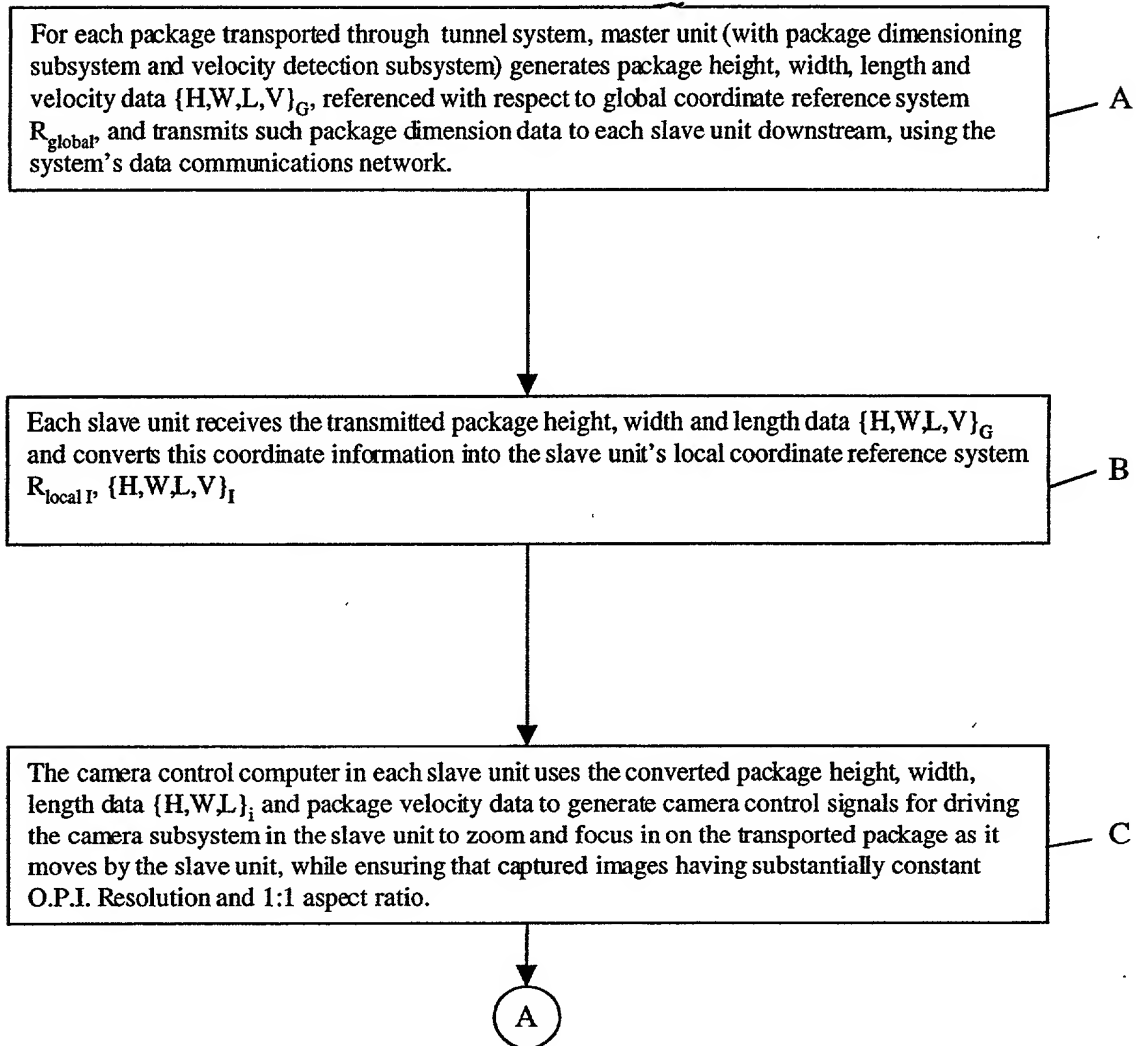 For each package transported through tunnel system, master unit (with package dimensioning
subsystem and velocity detection subsystem) generates package height, width, length and
velocity data {H,W,L,V}G, referenced with respect to global coordinate reference system
Rglobal, and transmits such package dimension data to each slave unit downstream, using the
system's data communications network.
A
Each slave unit receives the transmitted package height, width and length data {H,W,L,V}G
and converts this coordinate information into the slave unit's local coordinate reference system
Rlocal I, {H,W,L,V}I
B
The camera control computer in each slave unit uses the converted package height, width,
length data {H,W,L}i and package velocity data to generate camera control signals for driving
the camera subsystem in the slave unit to zoom and focus in on the transported package as it
moves by the slave unit, while ensuring that captured images having substantially constant
O.P.I. Resolution and 1:1 aspect ratio.
C
A